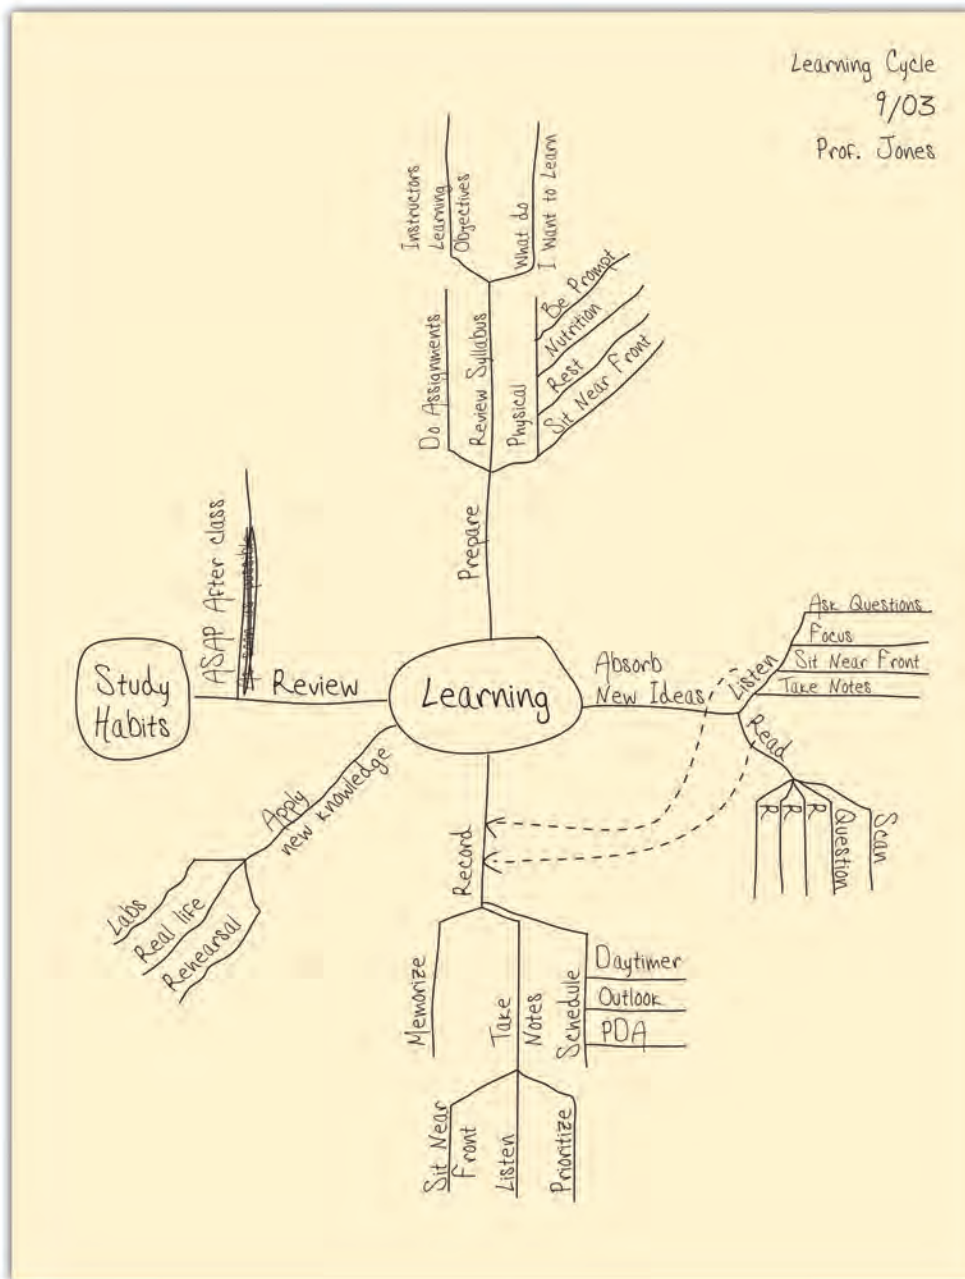 Learning Cycle
9/03
Prof. Jones
Instructors
Learning
Objectives
What do
I Want to Learn
Do Assignments
Review Syllabus
Physical
Be Prompt
Nutrition
Rest
Sit Near Front
Prepare
ASAP After class
Study
Habits
Review
Learning
Absorb
New Ideas
Listen
Ask Questions
Focus
Sit Near Front
Take Notes
Read
Scan
Question
R
R
R
Apply
new knowledge
Labs
Real life
Rehearsal
Record
Memorize
Take
Notes
Schedule
Daytimer
Outlook
PDA
Sit Near
Front
Listen
Prioritize